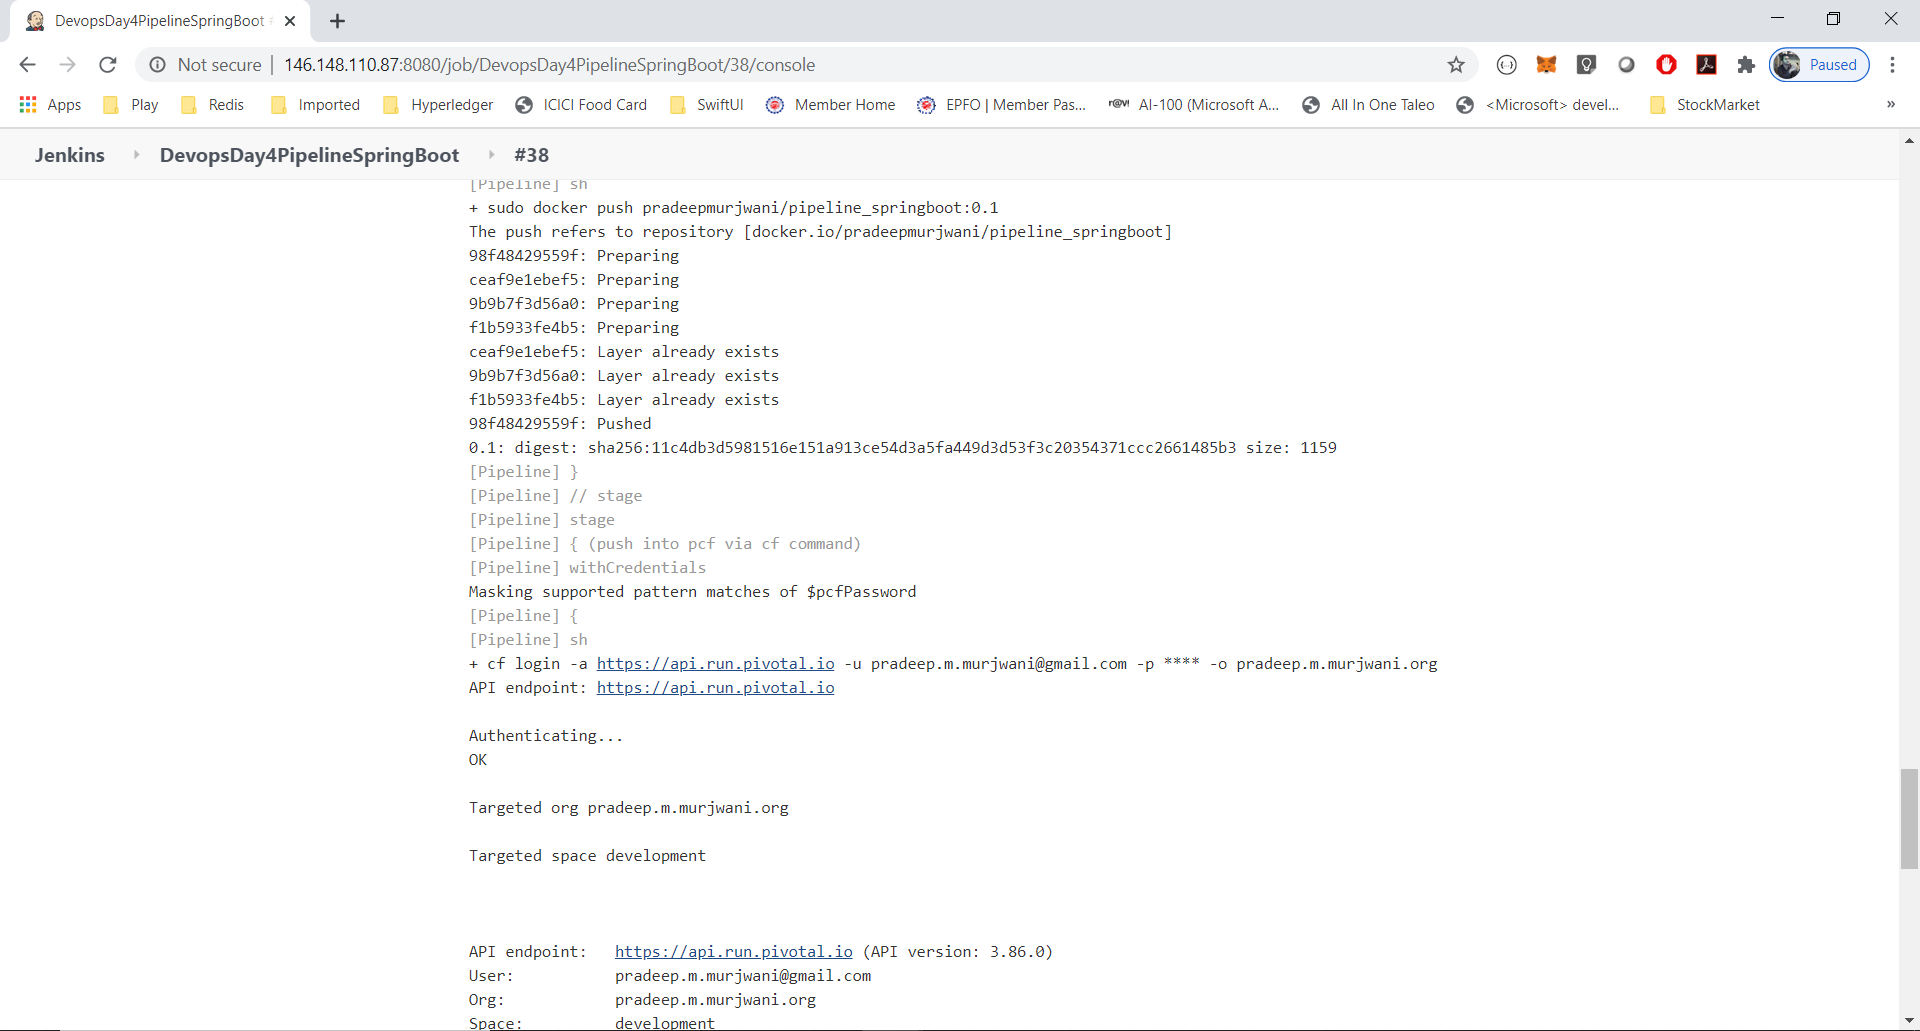 DevopsDay4PipelineSpringBoot
Not secure | 146.148.110.87:8080/job/DevopsDay4PipelineSpringBoot/38/console
Paused
Apps Play Redis Imported Hyperledger ICICI Food Card SwiftUI Member Home EPFO | Member Pas... r@v! AI-100 (Microsoft A... All In One Taleo <Microsoft> devel... StockMarket »
Jenkins DevopsDay4PipelineSpringBoot #38
[Pipeline] sh
+ sudo docker push pradeepmurjwani/pipeline_springboot:0.1
The push refers to repository [docker.io/pradeepmurjwani/pipeline_springboot]
98f48429559f: Preparing
ceaf9e1ebef5: Preparing
9b9b7f3d56a0: Preparing
f1b5933fe4b5: Preparing
ceaf9e1ebef5: Layer already exists
9b9b7f3d56a0: Layer already exists
f1b5933fe4b5: Layer already exists
98f48429559f: Pushed
0.1: digest: sha256:11c4db3d5981516e151a913ce54d3a5fa449d3d53f3c20354371ccc2661485b3 size: 1159
[Pipeline] }
[Pipeline] // stage
[Pipeline] stage
[Pipeline] { (push into pcf via cf command)
[Pipeline] withCredentials
Masking supported pattern matches of $pcfPassword
[Pipeline] {
[Pipeline] sh
+ cf login -a https://api.run.pivotal.io -u pradeep.m.murjwani@gmail.com -p **** -o pradeep.m.murjwani.org
API endpoint: https://api.run.pivotal.io
Authenticating...
OK
Targeted org pradeep.m.murjwani.org
Targeted space development
API endpoint: https://api.run.pivotal.io (API version: 3.86.0)
User: pradeep.m.murjwani@gmail.com
Org: pradeep.m.murjwani.org
Space: development